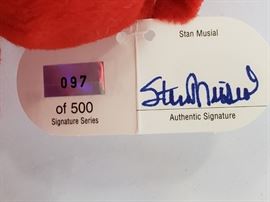 Stan Musial
097
of 500
Signature Series
Stan Musial
Authentic Signature